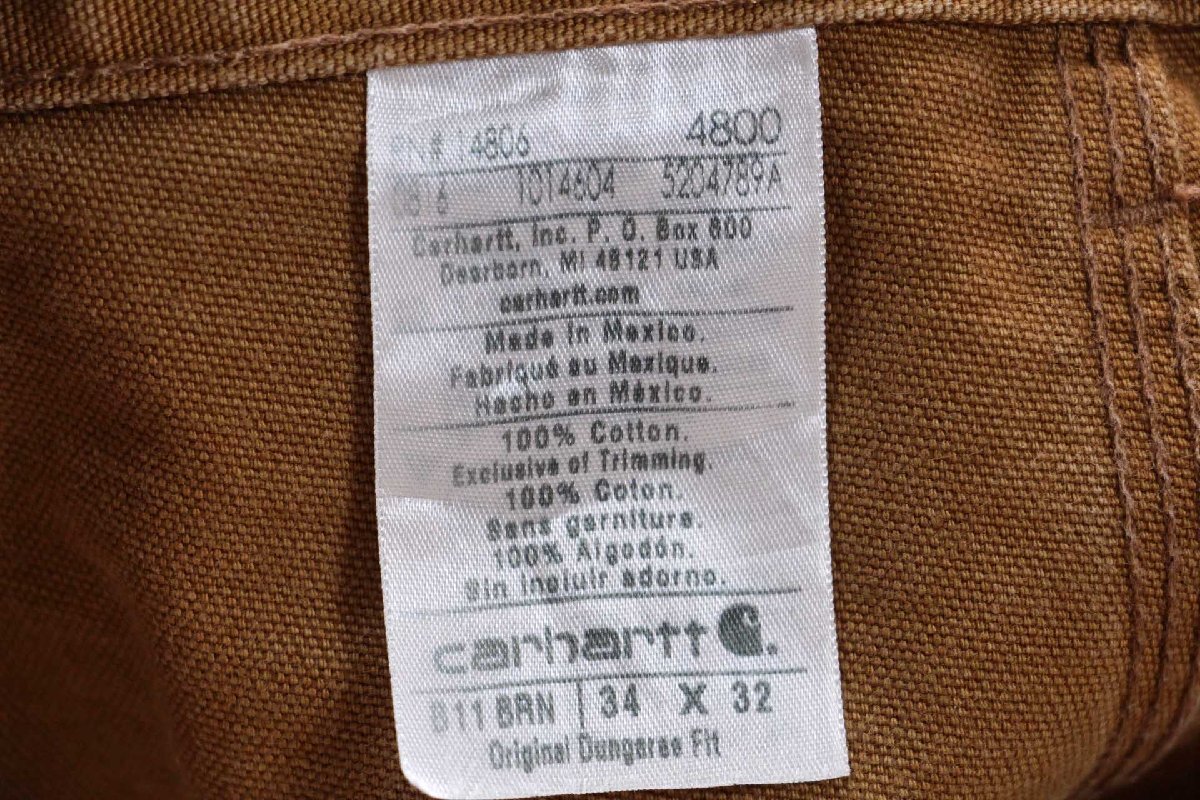 RN# 14806 4800
0816 1014604 5204789A
Carhartt, Inc. P. O. Box 600
Dearborn, MI 48121 USA
carhartt.com
Made in Mexico.
Fabriqué au Mexique.
Hecho en México.
100% Cotton.
Exclusive of Trimming.
100% Coton.
Sans garniture.
100% Algodón.
Sin incluir adorno.
carhartt
B11 BRN 34 X 32
Original Dungaree Fit